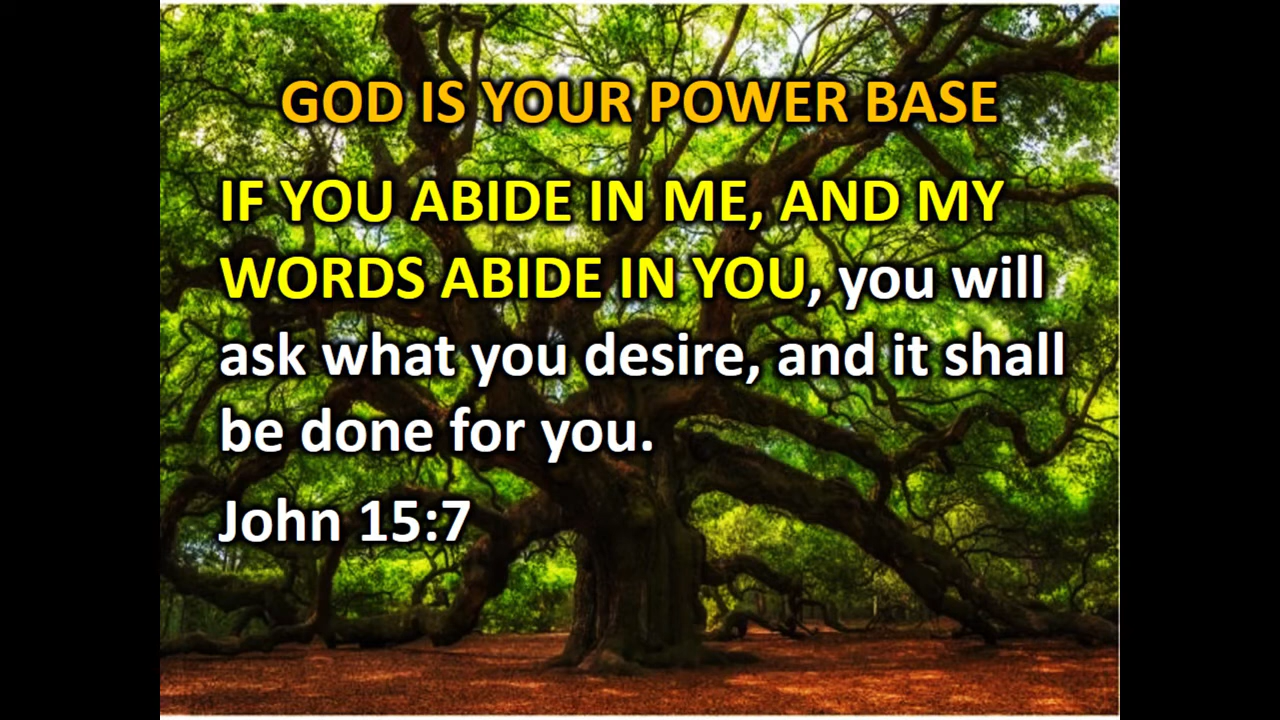 GOD IS YOUR POWER BASE
IF YOU ABIDE IN ME, AND MY
WORDS ABIDE IN YOU, you will
ask what you desire, and it shall
be done for you.
John 15:7